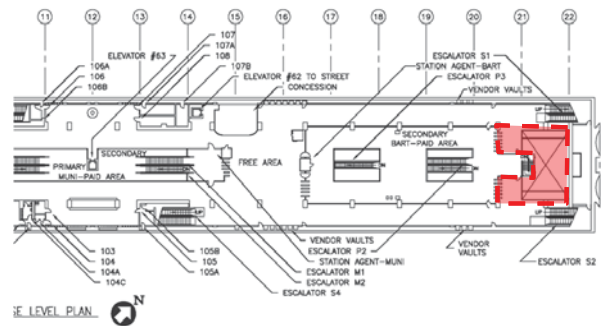 11 12 13 14 15 16 17 18 19 20 21 22
107
107A
108
107B
ELEVATOR #63
106A
106
106B
ELEVATOR #62 TO STREET
CONCESSION
ESCALATOR S1
STATION AGENT-BART
ESCALATOR P3
VENDOR VAULTS
UP
SECONDARY
PRIMARY
MUNI-PAID AREA
FREE AREA
SECONDARY
BART-PAID AREA
UP
UP
103
104
104A
104C
105B
105
105A
VENDOR VAULTS
ESCALATOR P2
STATION AGENT-MUNI
ESCALATOR M1
ESCALATOR M2
ESCALATOR S4
VENDOR
VAULTS
ESCALATOR S2
SE LEVEL PLAN
N